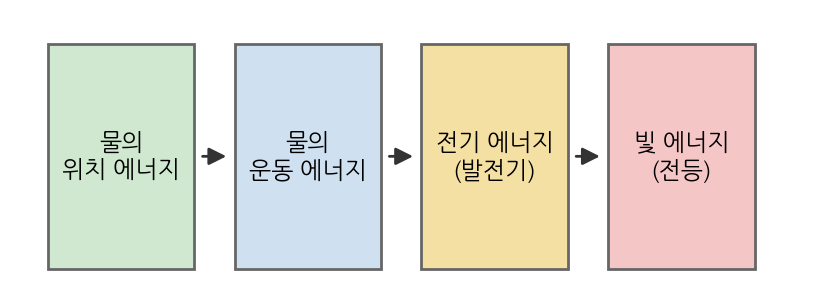 물의
위치 에너지
물의
운동 에너지
전기 에너지
(발전기)
빛 에너지
(전등)